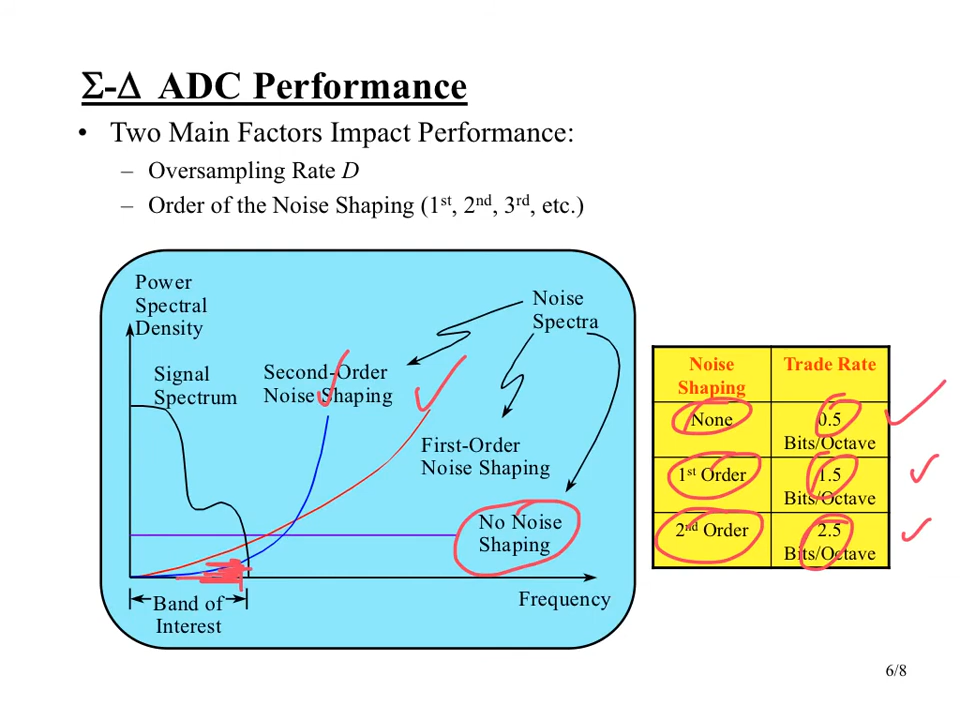 Σ-Δ ADC Performance
• Two Main Factors Impact Performance:
– Oversampling Rate D
– Order of the Noise Shaping (1st, 2nd, 3rd, etc.)
Power
Spectral
Density
Signal
Spectrum
Second-Order
Noise Shaping
Noise
Spectra
First-Order
Noise Shaping
No Noise
Shaping
Band of
Interest
Frequency
Noise
Shaping
Trade Rate
None
0.5
Bits/Octave
1st Order
1.5
Bits/Octave
2nd Order
2.5
Bits/Octave
6/8